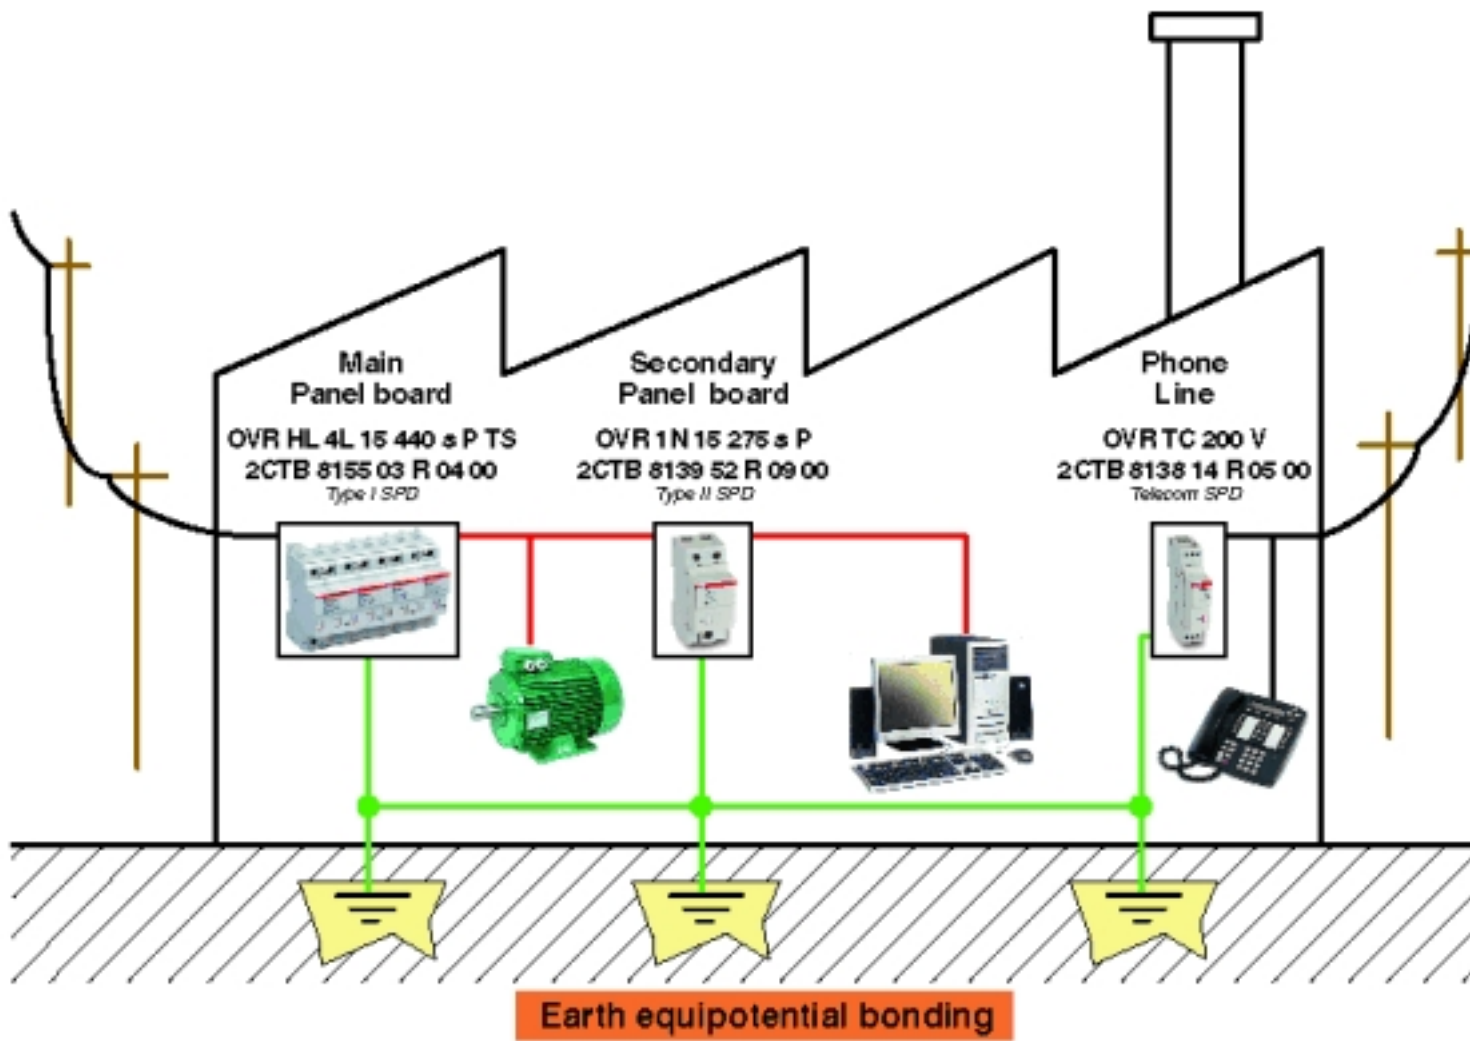 Main
Panel board
OVR HL 4L 15 440 s P TS
2CTB 8155 03 R 04 00
Type I SPD
Secondary
Panel board
OVR 1N 15 275 s P
2CTB 8139 52 R 09 00
Type II SPD
Phone
Line
OVR TC 200 V
2CTB 8138 14 R 05 00
Telecom SPD
Earth equipotential bonding